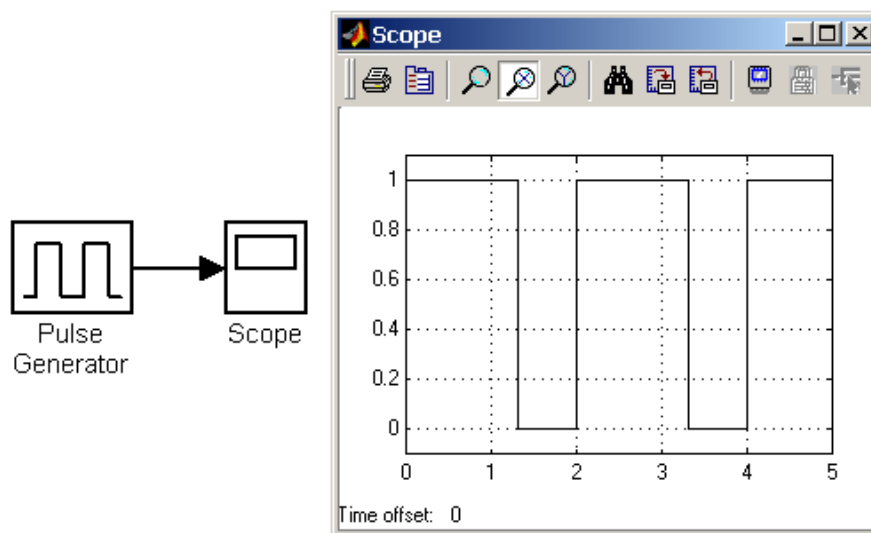 Scope
1
0.8
0.6
0.4
0.2
0
0 1 2 3 4 5
Time offset: 0
Pulse
Generator
Scope